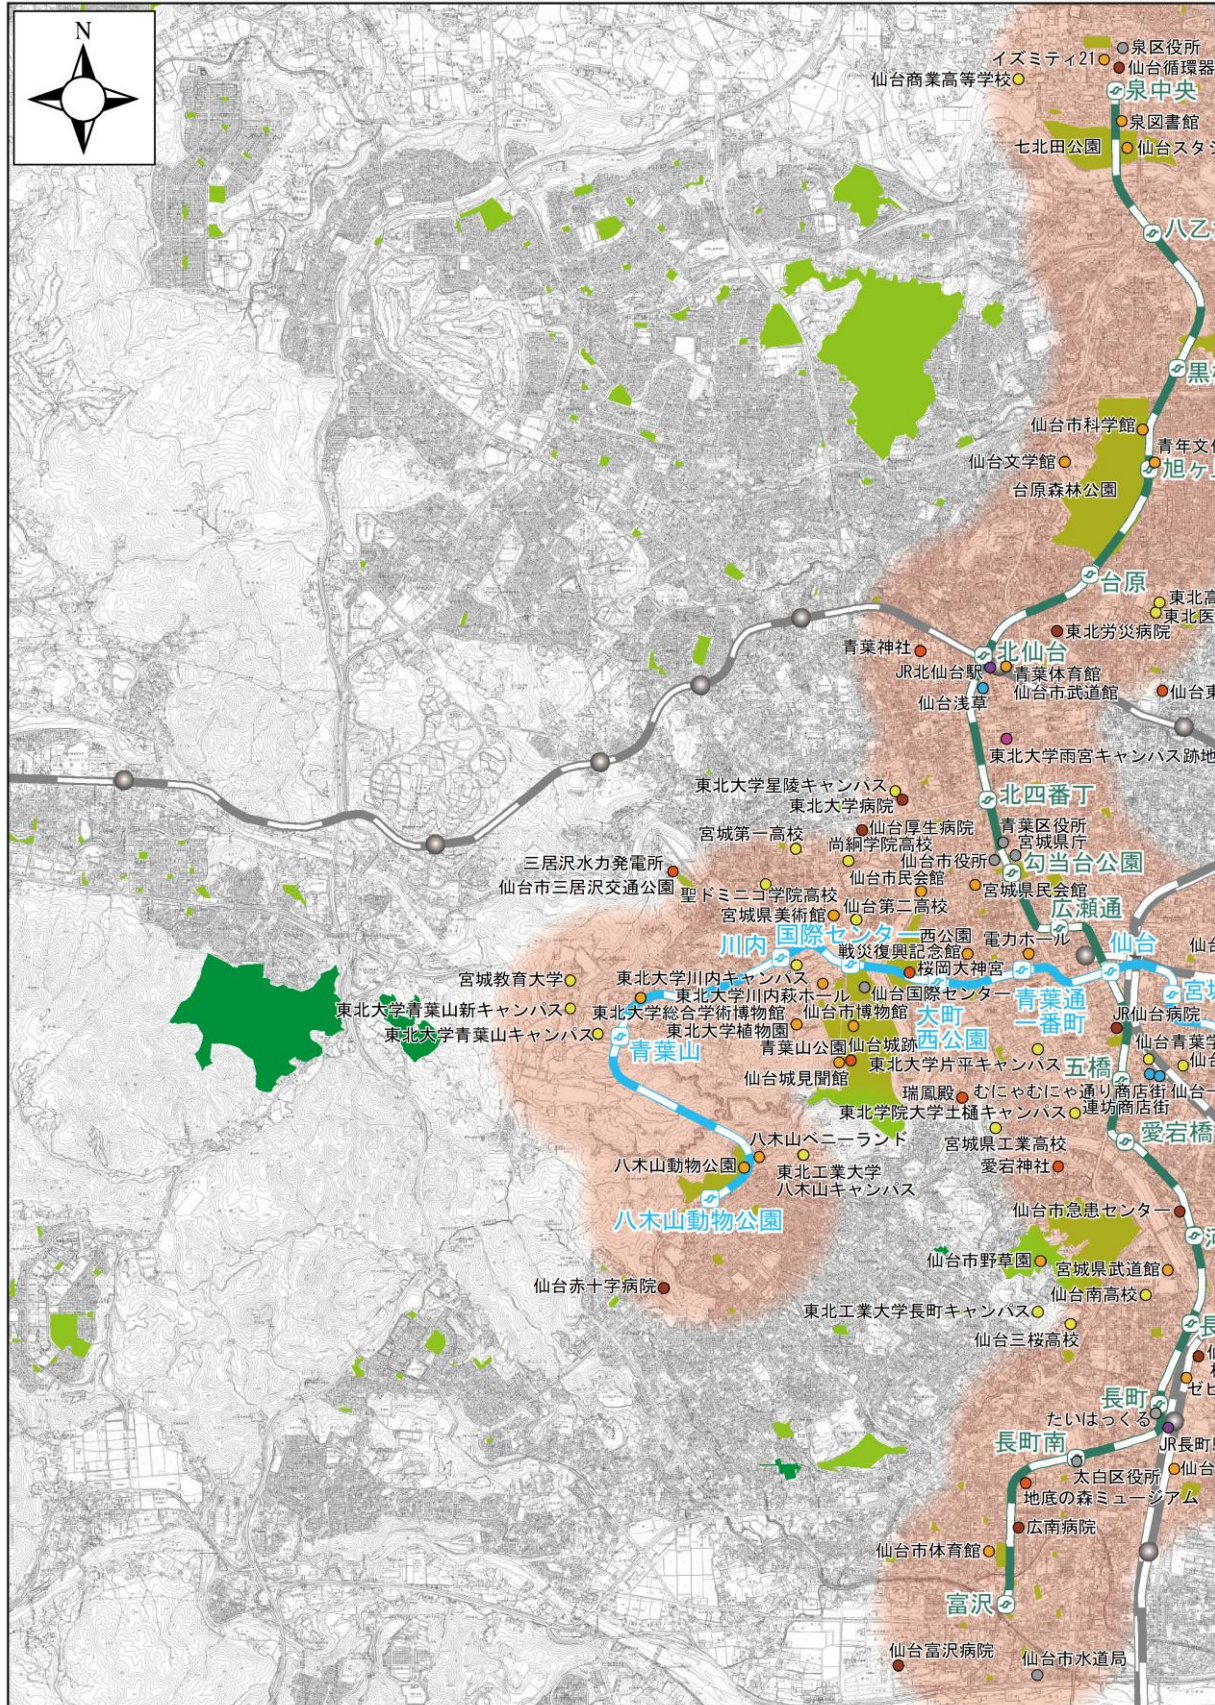 N
泉区役所
イズミティ21
仙台循環器
仙台商業高等学校
泉中央
泉図書館
七北田公園
仙台スタジ
八乙
黒
仙台市科学館
仙台文学館
青年文化
旭ヶ
台原森林公園
台原
東北高
東北医
東北労災病院
青葉神社
北仙台
JR北仙台駅
青葉体育館
仙台市武道館
仙台東
仙台浅草
東北大学雨宮キャンパス跡地
東北大学星陵キャンパス
東北大学病院
北四番丁
宮城第一高校
仙台厚生病院
尚絅学院高校
青葉区役所
宮城県庁
仙台市役所
勾当台公園
三居沢水力発電所
仙台市三居沢交通公園
仙台市民会館
聖ドミニコ学院高校
宮城県民会館
宮城県美術館
仙台第二高校
広瀬通
川内
国際センター
西公園
戦災復興記念館
電力ホール
仙台
仙台
宮城教育大学
東北大学川内キャンパス
桜岡大神宮
東北大学川内萩ホール
仙台国際センター
宮城
東北大学青葉山新キャンパス
東北大学総合学術博物館
仙台市博物館
大町
西公園
青葉通
一番町
JR仙台病院
東北大学青葉山キャンパス
東北大学植物園
青葉山
青葉山公園
仙台城跡
仙台青葉学
仙台城見聞館
東北大学片平キャンパス
五橋
仙台
瑞鳳殿
むにゃむにゃ通り商店街
仙台一
東北学院大学土樋キャンパス
連坊商店街
八木山ベニーランド
宮城県工業高校
愛宕橋
八木山動物公園
東北工業大学
八木山キャンパス
愛宕神社
八木山動物公園
仙台市急患センター
河
仙台市野草園
宮城県武道館
仙台赤十字病院
仙台南高校
東北工業大学長町キャンパス
仙台三桜高校
長
仙
ゼビ
長町
たいはっくる
長町南
JR長町
太白区役所
仙台
地底の森ミュージアム
広南病院
仙台市体育館
富沢
仙台富沢病院
仙台市水道局